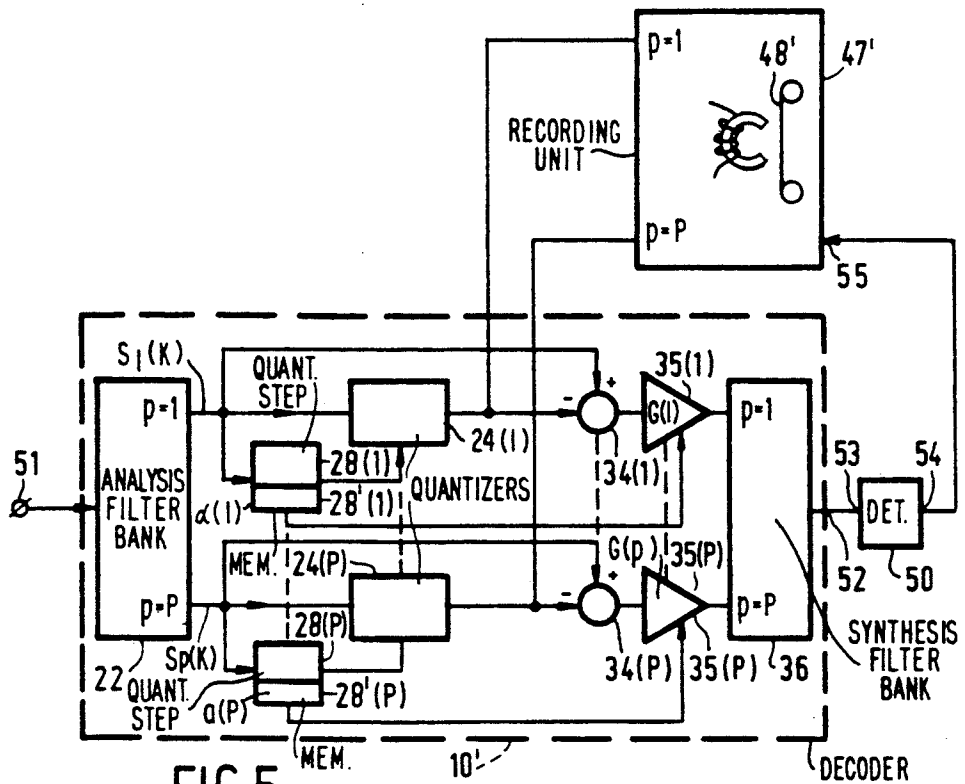 p=1
48'
47'
RECORDING
UNIT
p=P
55
S1(K)
QUANT.
STEP
35(1)
p=1
p=1
G(1)
24(1)
28(1)
34(1)
53
54
51
ANALYSIS
FILTER
BANK
α(1)
28'(1)
QUANTIZERS
DET.
MEM.
24(P)
G(p)
35(P)
52
50
p=P
p=P
28(P)
Sp(K)
22
QUANT.
STEP
34(P)
35(P)
36
SYNTHESIS
FILTER
BANK
a(P)
28'(P)
MEM.
10'
DECODER
+
-
+
-